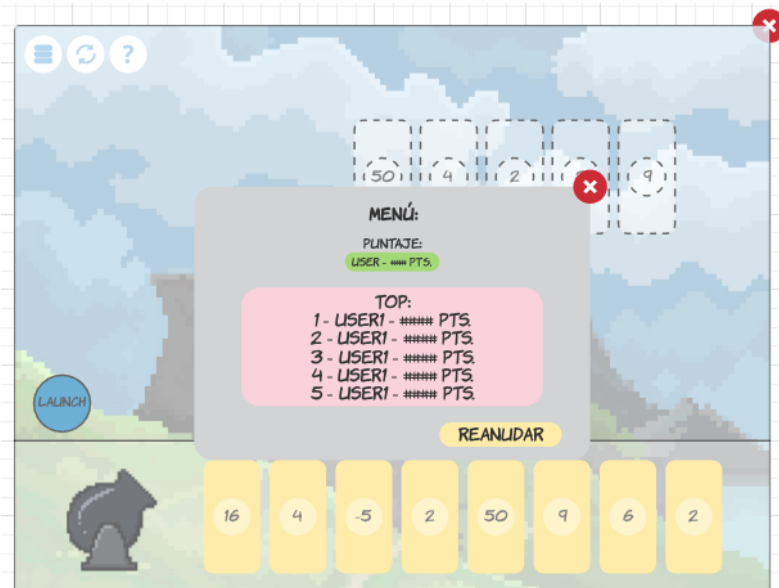 ?
50 4 2 9
MENÚ:
PUNTAJE:
USER - #### PTS.
TOP:
1 - USER1 - #### PTS.
2 - USER1 - #### PTS.
3 - USER1 - #### PTS.
4 - USER1 - #### PTS.
5 - USER1 - #### PTS.
LAUNCH
REANUDAR
16 4 -5 2 50 9 6 2